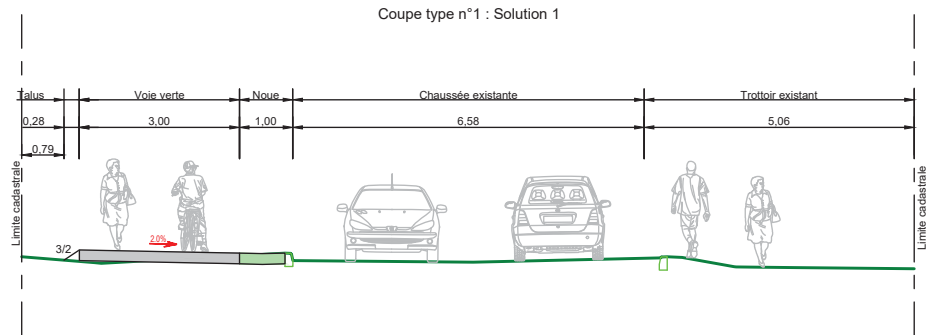 Coupe type n°1 : Solution 1
Talus
Voie verte
Noue
Chaussée existante
Trottoir existant
0,28
3,00
1,00
6,58
5,06
0,79
Limite cadastrale
Limite cadastrale
3/2
2.0%